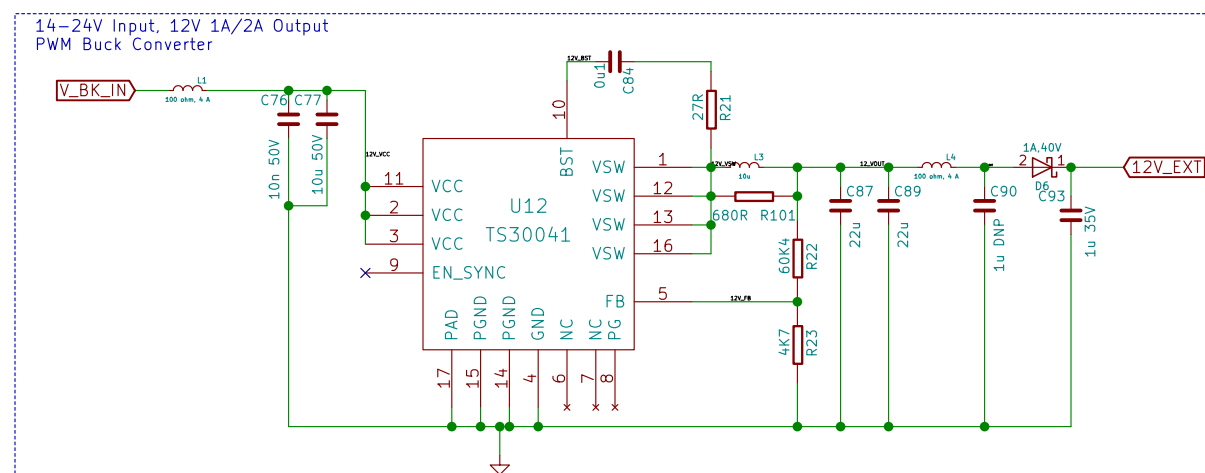 14-24V Input, 12V 1A/2A Output
PWM Buck Converter
V_BK_IN
L1
100 ohm, 4 A
C76
10n 50V
C77
10u 50V
12V_VCC
12V_BST
0u1
C84
27R
R21
10
BST
U12
TS30041
11
VCC
2
VCC
3
VCC
9
EN_SYNC
VSW
1
VSW
12
VSW
13
VSW
16
FB
5
PAD
17
PGND
15
PGND
14
GND
4
NC
6
NC
7
PG
8
12V_VSW
L3
10u
680R
R101
60K4
R22
12V_FB
4K7
R23
12_VOUT
C87
22u
C89
22u
L4
100 ohm, 4 A
C90
1u DNP
1A,40V
2
1
D6
C93
1u 35V
12V_EXT